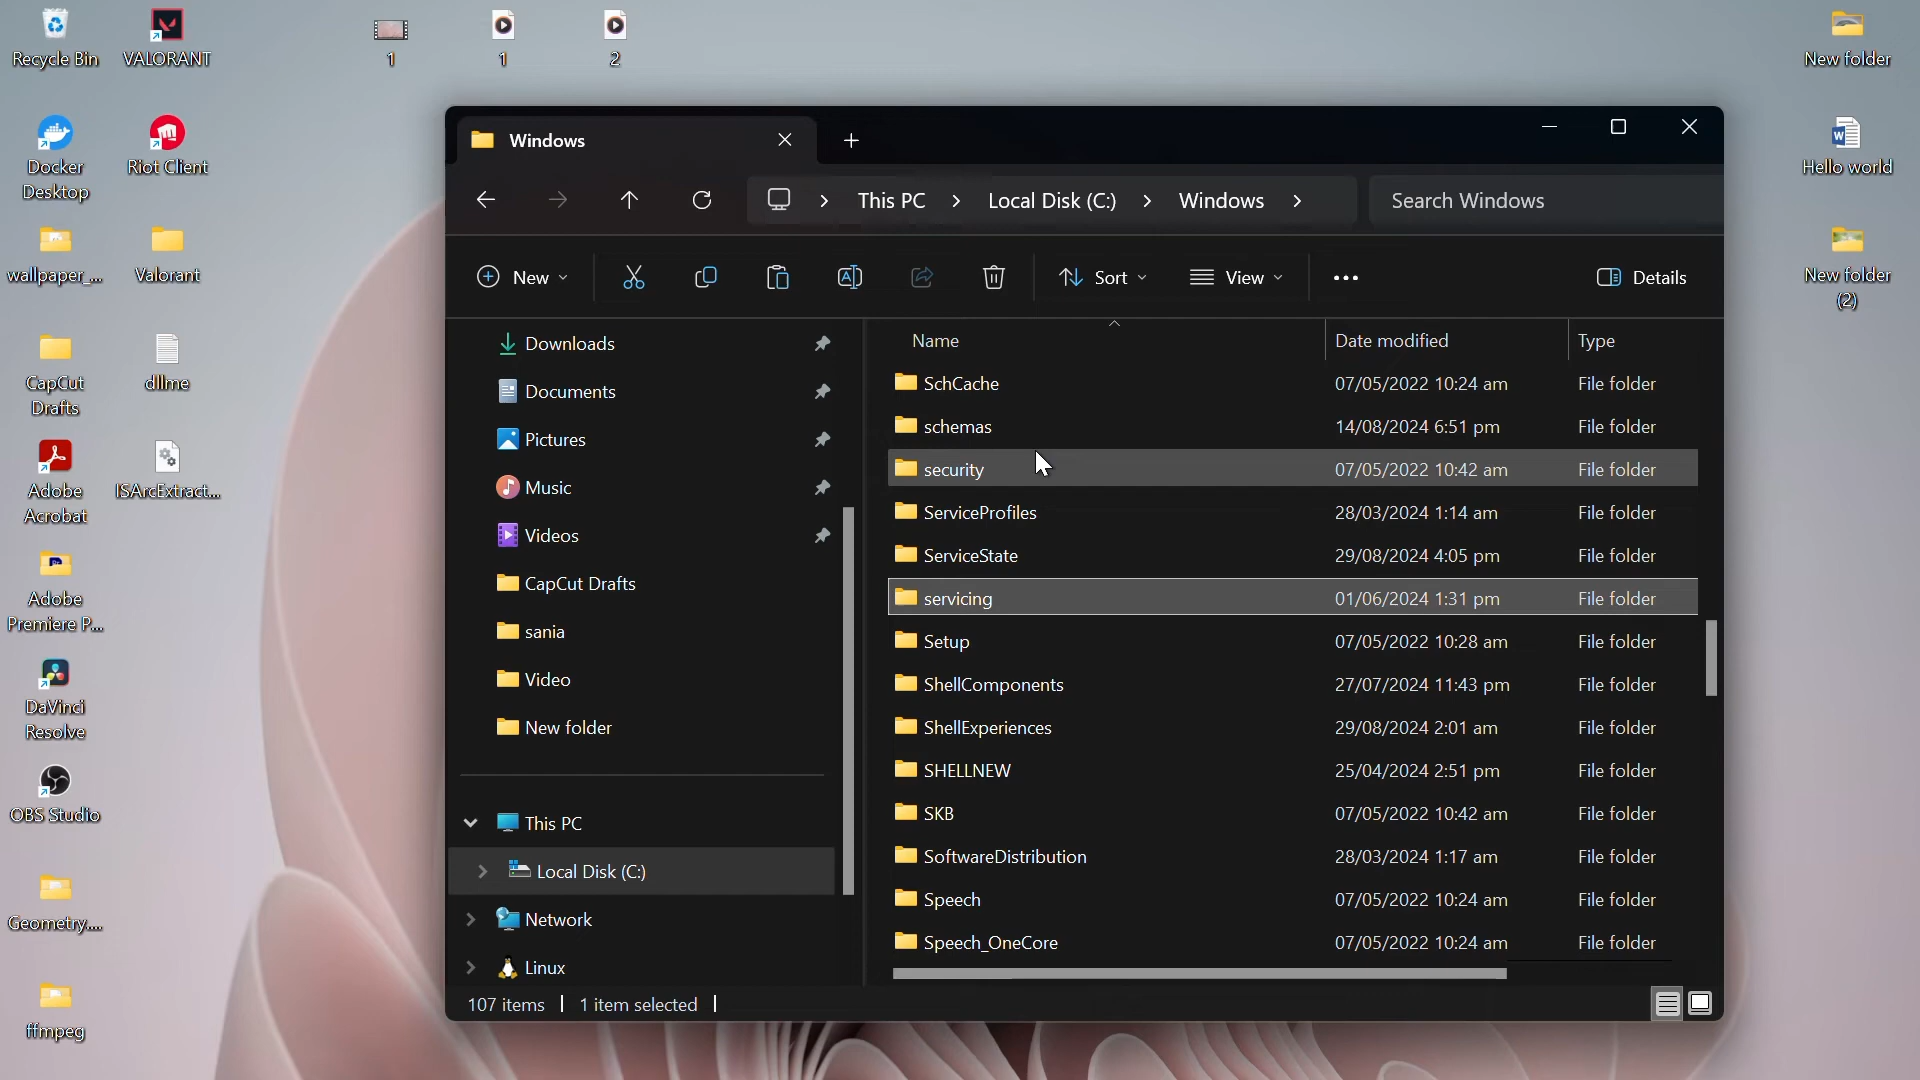 Recycle Bin
VALORANT
1
1
2
New folder
Docker
Desktop
Riot Client
Hello world
wallpaper_...
Valorant
New folder
(2)
CapCut
Drafts
dllme
Adobe
Acrobat
ISArcExtract...
Adobe
Premiere P...
DaVinci
Resolve
OBS Studio
Geometry....
ffmpeg
Windows
This PC
Local Disk (C:)
Windows
Search Windows
New
Sort
View
Details
Downloads
Documents
Pictures
Music
Videos
CapCut Drafts
sania
Video
New folder
This PC
Local Disk (C:)
Network
Linux
Name Date modified Type
SchCache 07/05/2022 10:24 am File folder
schemas 14/08/2024 6:51 pm File folder
security 07/05/2022 10:42 am File folder
ServiceProfiles 28/03/2024 1:14 am File folder
ServiceState 29/08/2024 4:05 pm File folder
servicing 01/06/2024 1:31 pm File folder
Setup 07/05/2022 10:28 am File folder
ShellComponents 27/07/2024 11:43 pm File folder
ShellExperiences 29/08/2024 2:01 am File folder
SHELLNEW 25/04/2024 2:51 pm File folder
SKB 07/05/2022 10:42 am File folder
SoftwareDistribution 28/03/2024 1:17 am File folder
Speech 07/05/2022 10:24 am File folder
Speech_OneCore 07/05/2022 10:24 am File folder
107 items 1 item selected